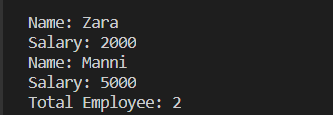 Name: Zara
Salary: 2000
Name: Manni
Salary: 5000
Total Employee: 2